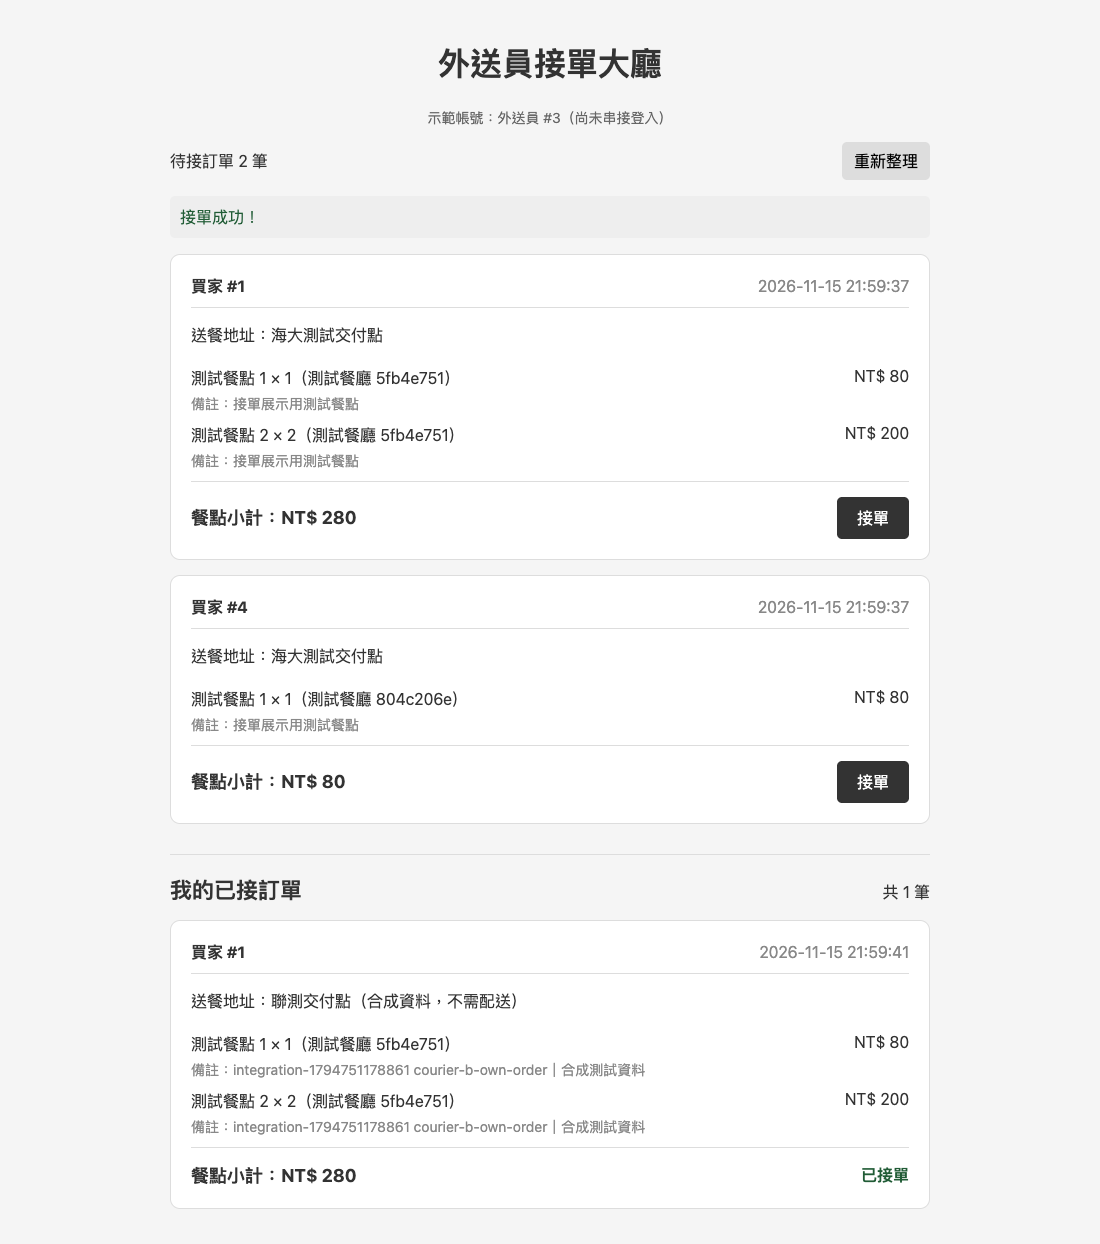 外送員接單大廳
示範帳號：外送員 #3（尚未串接登入）
待接訂單 2 筆
重新整理
接單成功！
買家 #1
2026-11-15 21:59:37
送餐地址：海大測試交付點
測試餐點 1 × 1（測試餐廳 5fb4e751）
NT$ 80
備註：接單展示用測試餐點
測試餐點 2 × 2（測試餐廳 5fb4e751）
NT$ 200
備註：接單展示用測試餐點
餐點小計：NT$ 280
接單
買家 #4
2026-11-15 21:59:37
送餐地址：海大測試交付點
測試餐點 1 × 1（測試餐廳 804c206e）
NT$ 80
備註：接單展示用測試餐點
餐點小計：NT$ 80
接單
我的已接訂單
共 1 筆
買家 #1
2026-11-15 21:59:41
送餐地址：聯測交付點（合成資料，不需配送）
測試餐點 1 × 1（測試餐廳 5fb4e751）
NT$ 80
備註：integration-1794751178861 courier-b-own-order｜合成測試資料
測試餐點 2 × 2（測試餐廳 5fb4e751）
NT$ 200
備註：integration-1794751178861 courier-b-own-order｜合成測試資料
餐點小計：NT$ 280
已接單